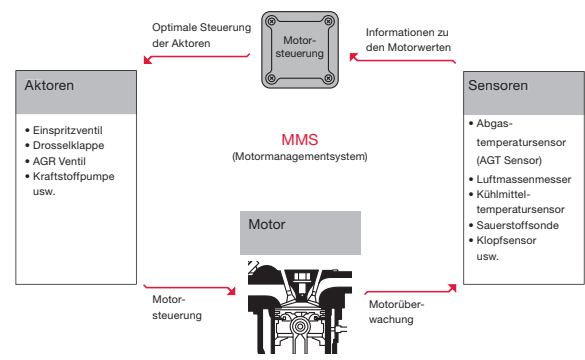 Optimale Steuerung
der Aktoren
Motor-
steuerung
Informationen zu
den Motorwerten
Aktoren
• Einspritzventil
• Drosselklappe
• AGR Ventil
• Kraftstoffpumpe
usw.
MMS
(Motormanagementsystem)
Sensoren
• Abgas-
temperatursensor
(AGT Sensor)
• Luftmassenmesser
• Kühlmittel-
temperatursensor
• Sauerstoffsonde
• Klopfsensor
usw.
Motor
Motor-
steuerung
Motorüber-
wachung